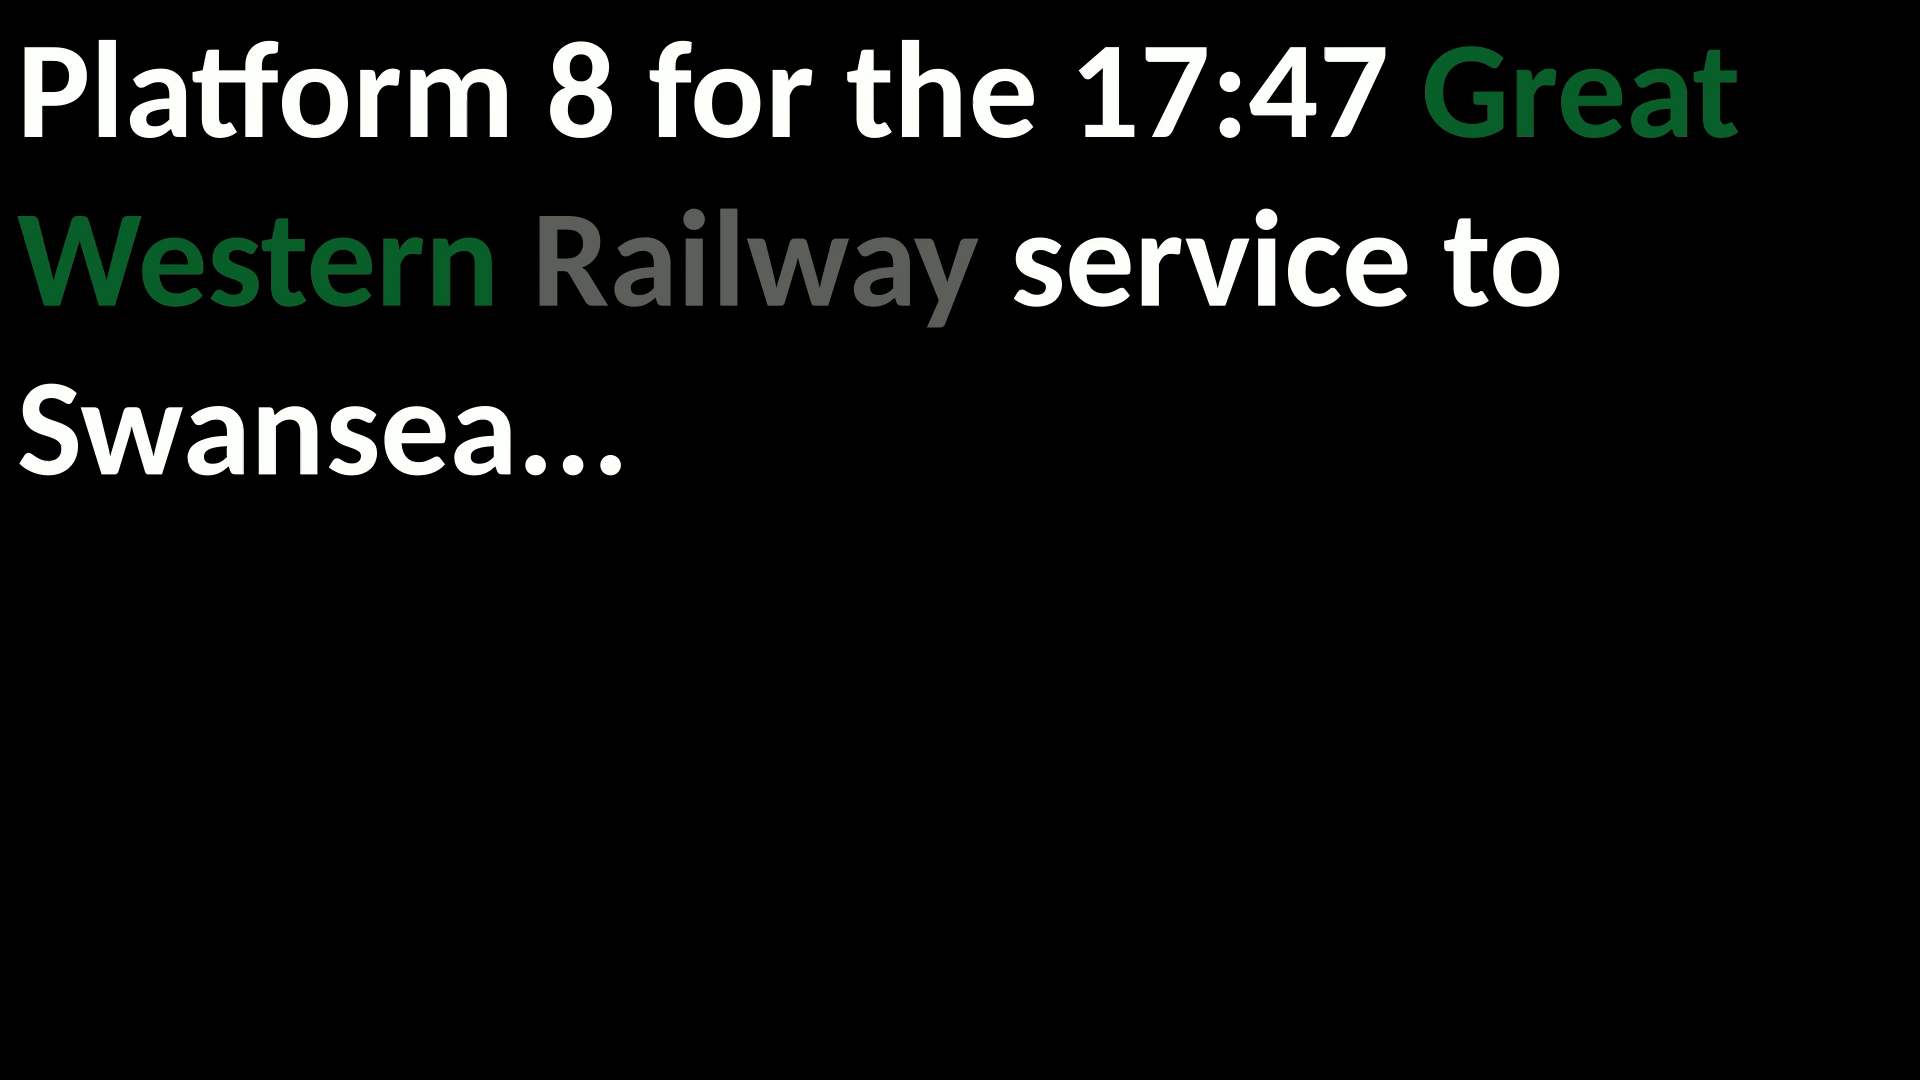 Platform 8 for the 17:47 Great
Western Railway service to
Swansea...